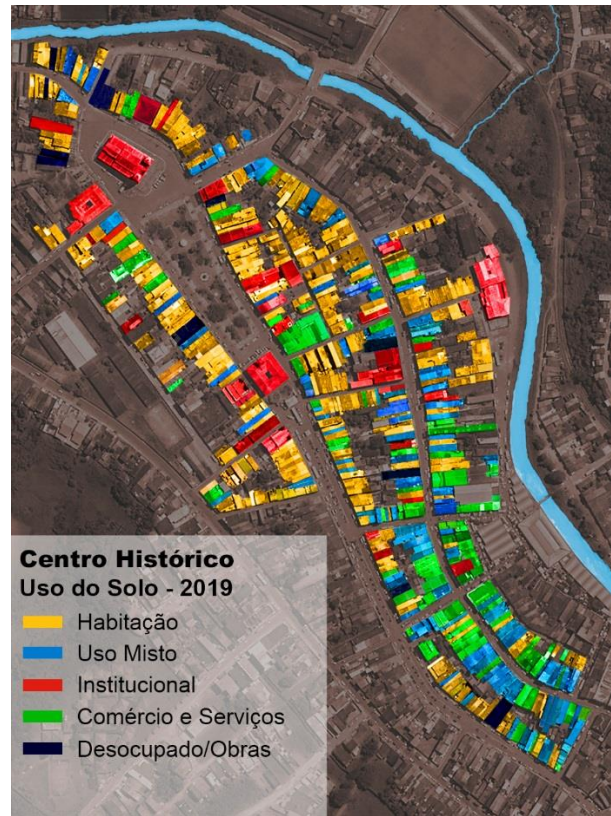 Centro Histórico
Uso do Solo - 2019
Habitação
Uso Misto
Institucional
Comércio e Serviços
Desocupado/Obras